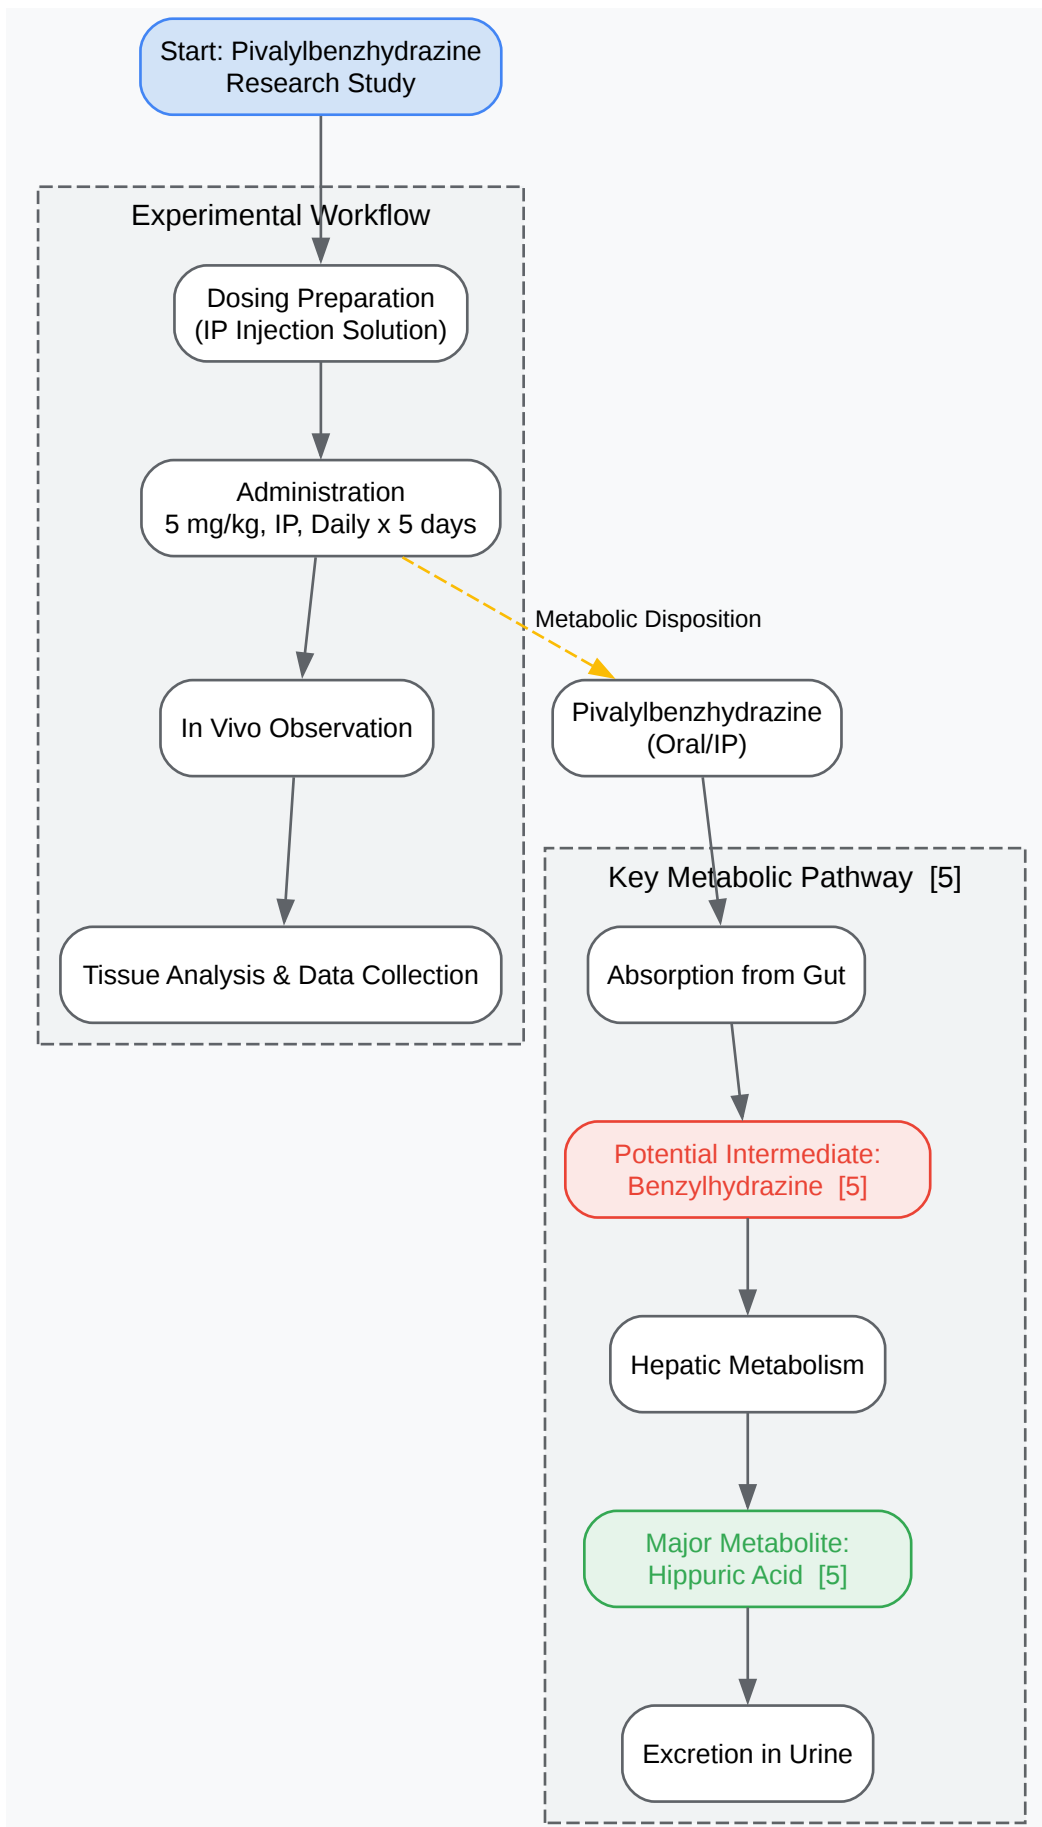 Start: Pivalylbenzhydrazine
Research Study
Experimental Workflow
Dosing Preparation
(IP Injection Solution)
Administration
5 mg/kg, IP, Daily x 5 days
Metabolic Disposition
In Vivo Observation
Pivalylbenzhydrazine
(Oral/IP)
Key Metabolic Pathway [5]
Tissue Analysis & Data Collection
Absorption from Gut
Potential Intermediate:
Benzylhydrazine [5]
Hepatic Metabolism
Major Metabolite:
Hippuric Acid [5]
Excretion in Urine